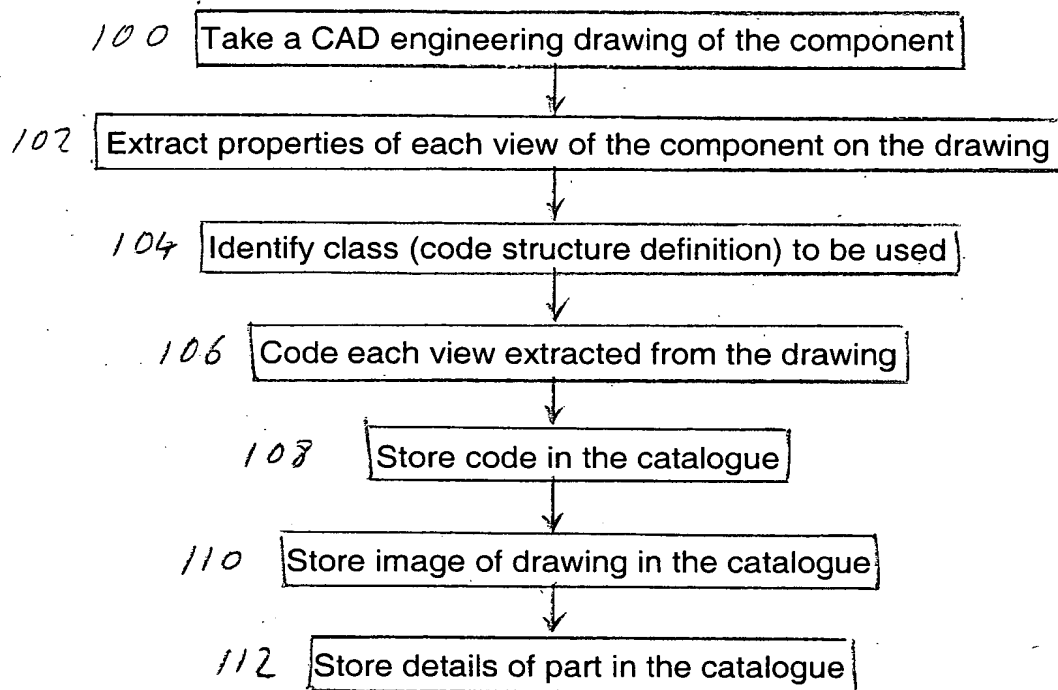 100 Take a CAD engineering drawing of the component
102 Extract properties of each view of the component on the drawing
104 Identify class (code structure definition) to be used
106 Code each view extracted from the drawing
108 Store code in the catalogue
110 Store image of drawing in the catalogue
112 Store details of part in the catalogue